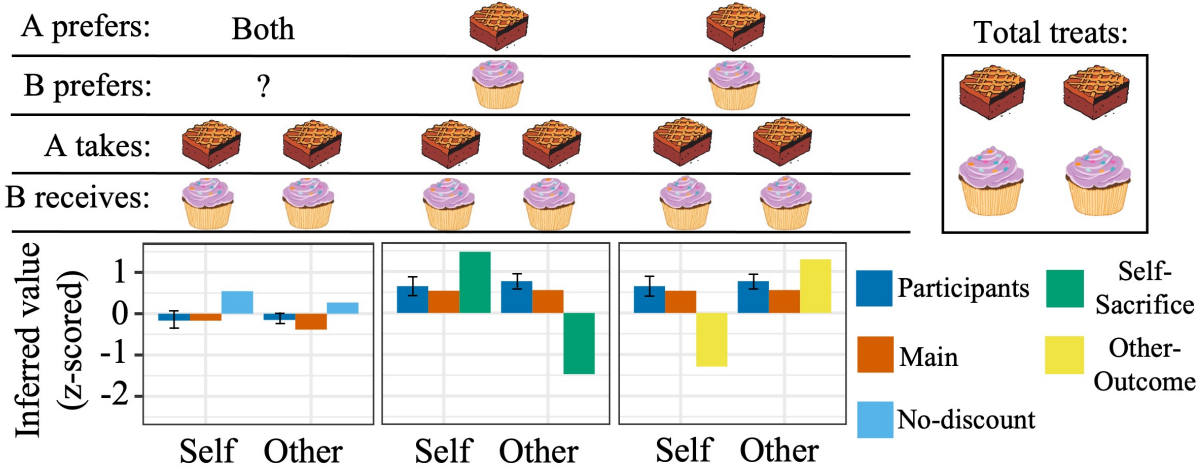 A prefers: Both
Total treats:
B prefers: ?
A takes:
B receives:
Inferred value
(z-scored)
1
0
-1
-2
Self Other
Self Other
Self Other
Participants
Main
No-discount
Self-
Sacrifice
Other-
Outcome